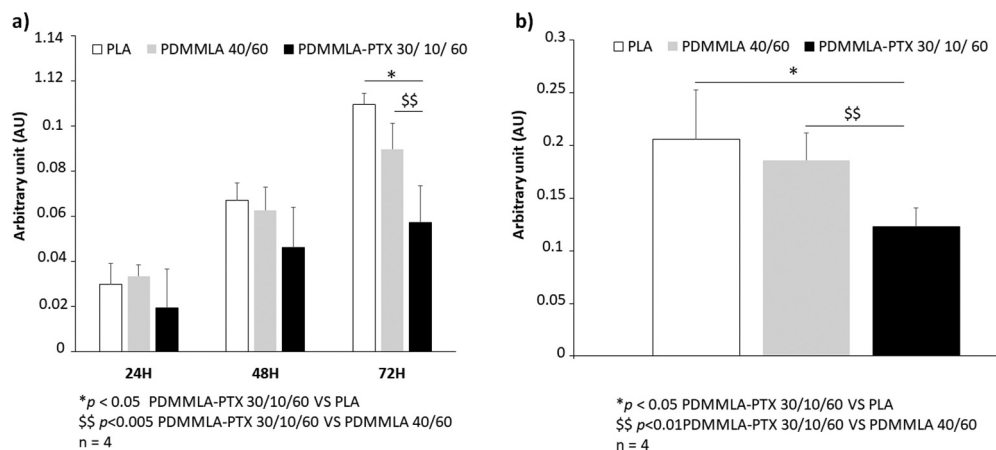 a)
1.14
PLA PDMMLA 40/60 PDMMLA-PTX 30/ 10/ 60
1.12
*
$$
0.1
0.08
0.06
0.04
0.02
0
Arbitrary unit (AU)
24H 48H 72H
*p < 0.05 PDMMLA-PTX 30/10/60 VS PLA
$$ p<0.005 PDMMLA-PTX 30/10/60 VS PDMMLA 40/60
n = 4
b)
0.3
PLA PDMMLA 40/60 PDMMLA-PTX 30/10/60
*
0.25
$$
0.2
0.15
0.1
0.05
0
Arbitrary unit (AU)
*p < 0.05 PDMMLA-PTX 30/10/60 VS PLA
$$ p<0.01PDMMLA-PTX 30/10/60 VS PDMMLA 40/60
n = 4